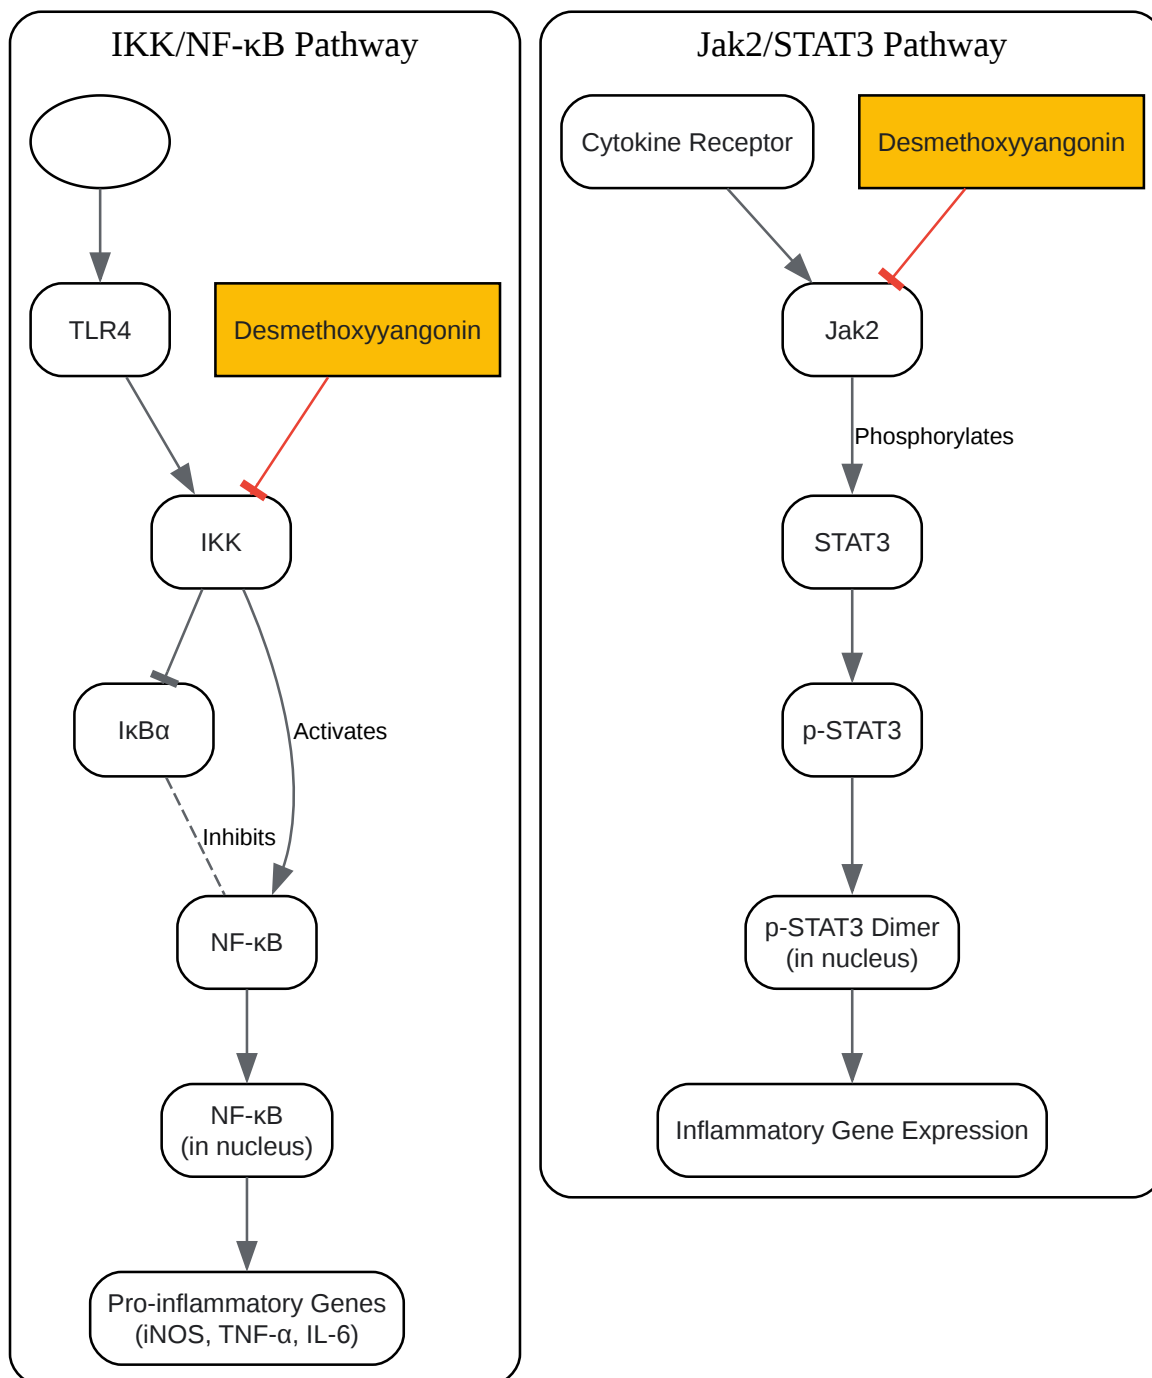 IKK/NF-κB Pathway
TLR4
Desmethoxyyangonin
IKK
IκBα
Activates
Inhibits
NF-κB
NF-κB
(in nucleus)
Pro-inflammatory Genes
(iNOS, TNF-α, IL-6)
Jak2/STAT3 Pathway
Cytokine Receptor
Desmethoxyyangonin
Jak2
Phosphorylates
STAT3
p-STAT3
p-STAT3 Dimer
(in nucleus)
Inflammatory Gene Expression